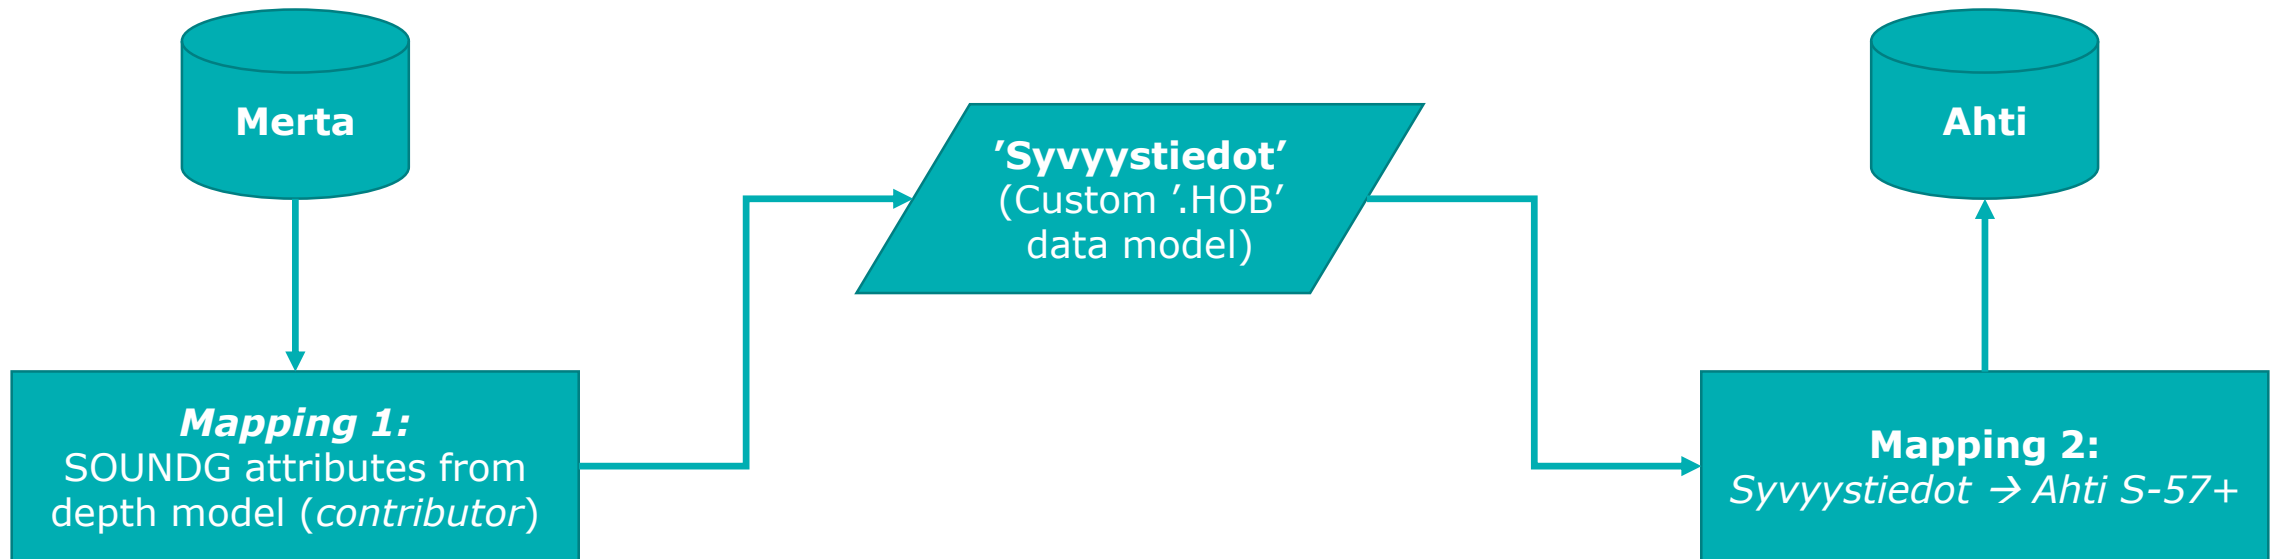 Merta
Mapping 1:
SOUNDG attributes from
depth model (contributor)
’Syvyystiedot’
(Custom ’.HOB’
data model)
Mapping 2:
Syvyystiedot → Ahti S-57+
Ahti